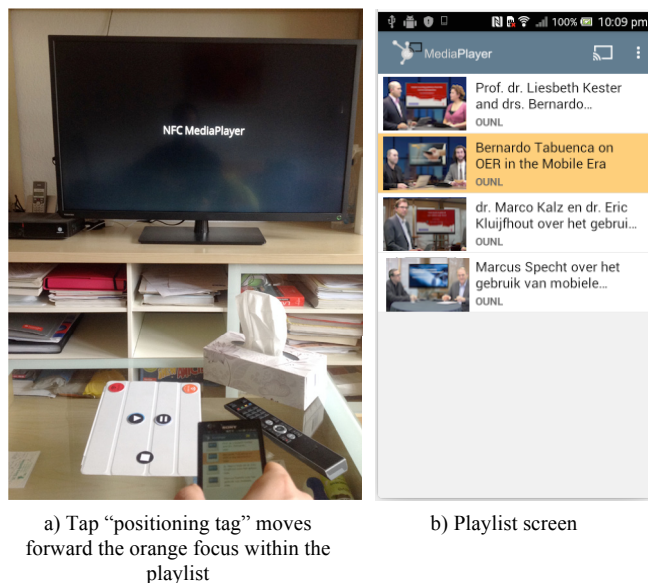 NFC MediaPlayer
a) Tap “positioning tag” moves
forward the orange focus within the
playlist
100% 10:09 pm
MediaPlayer
Prof. dr. Liesbeth Kester
and drs. Bernardo…
OUNL
Bernardo Tabuenca on
OER in the Mobile Era
OUNL
dr. Marco Kalz en dr. Eric
Kluijfhout over het gebrui…
OUNL
Marcus Specht over het
gebruik van mobiele…
OUNL
b) Playlist screen